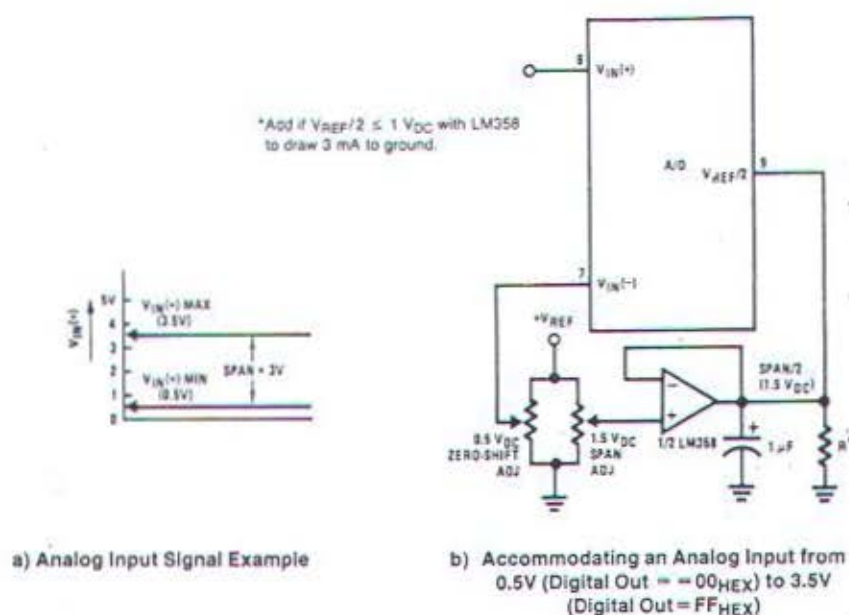 6
VIN(+)
*Add if VREF/2 ≤ 1 VDC with LM358
to draw 3 mA to ground.
A/D
VREF/2
9
7
VIN(−)
+VREF
VIN(+)
5V
4
3
2
1
0
VIN(+) MAX
(3.5V)
SPAN = 3V
VIN(+) MIN
(0.5V)
0.5 VDC
ZERO-SHIFT
ADJ
1.5 VDC
SPAN
ADJ
−
+
1/2 LM358
SPAN/2
(1.5 VDC)
+
1 µF
R*
a) Analog Input Signal Example
b) Accommodating an Analog Input from
0.5V (Digital Out = = 00HEX) to 3.5V
(Digital Out = FFHEX)